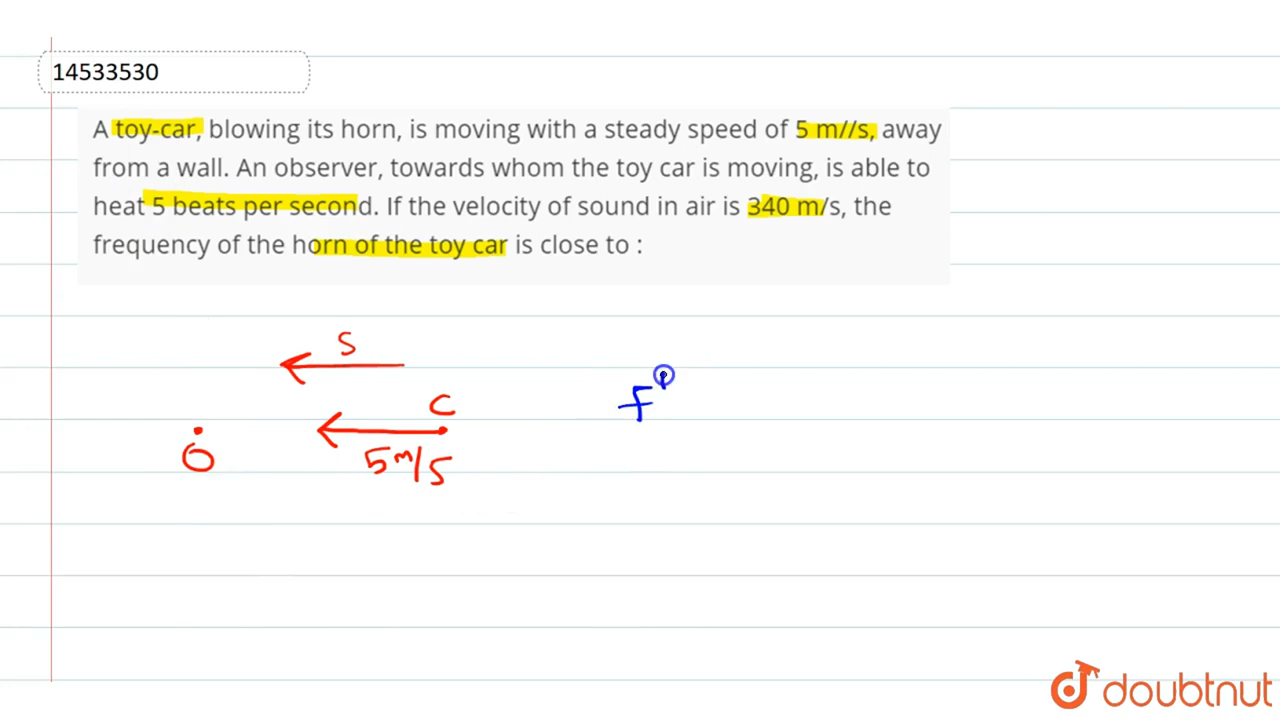 14533530
A toy-car, blowing its horn, is moving with a steady speed of 5 m//s, away
from a wall. An observer, towards whom the toy car is moving, is able to
heat 5 beats per second. If the velocity of sound in air is 340 m/s, the
frequency of the horn of the toy car is close to :
S
C
O
5 m/s
f'
doubtnut